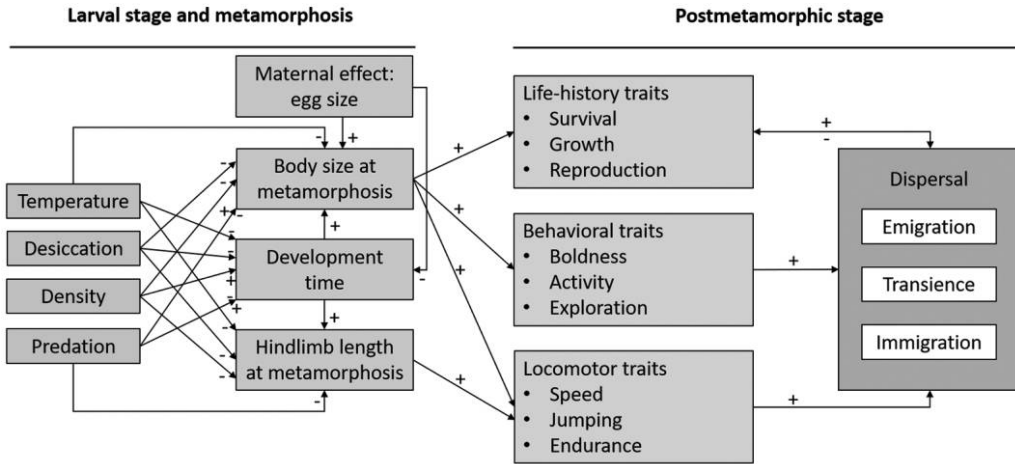 Larval stage and metamorphosis
Postmetamorphic stage
Maternal effect:
egg size
Life-history traits
• Survival
• Growth
• Reproduction
+
-
-
+
+
Body size at
metamorphosis
-
-
+
-
Dispersal
Temperature
Emigration
Desiccation
+
+
Development
time
-
-
-
+
-
+
-
Behavioral traits
• Boldness
• Activity
• Exploration
+
+
Transience
Density
+
Immigration
Predation
Hindlimb length
at metamorphosis
-
-
-
-
+
Locomotor traits
• Speed
• Jumping
• Endurance
+